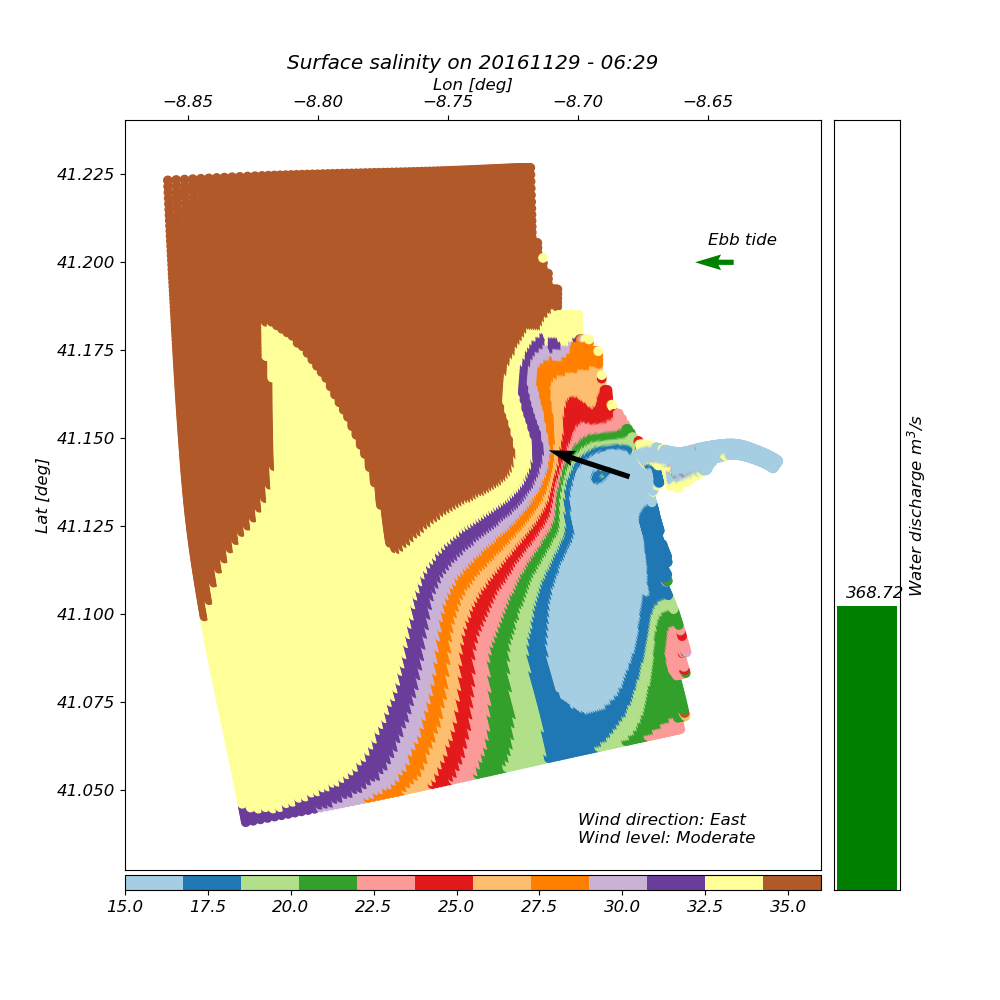 Surface salinity on 20161129 - 06:29
Lon [deg]
−8.85 −8.80 −8.75 −8.70 −8.65
41.225
41.200
41.175
41.150
41.125
41.100
41.075
41.050
Lat [deg]
Ebb tide
Wind direction: East
Wind level: Moderate
368.72
Water discharge m³/s
15.0 17.5 20.0 22.5 25.0 27.5 30.0 32.5 35.0